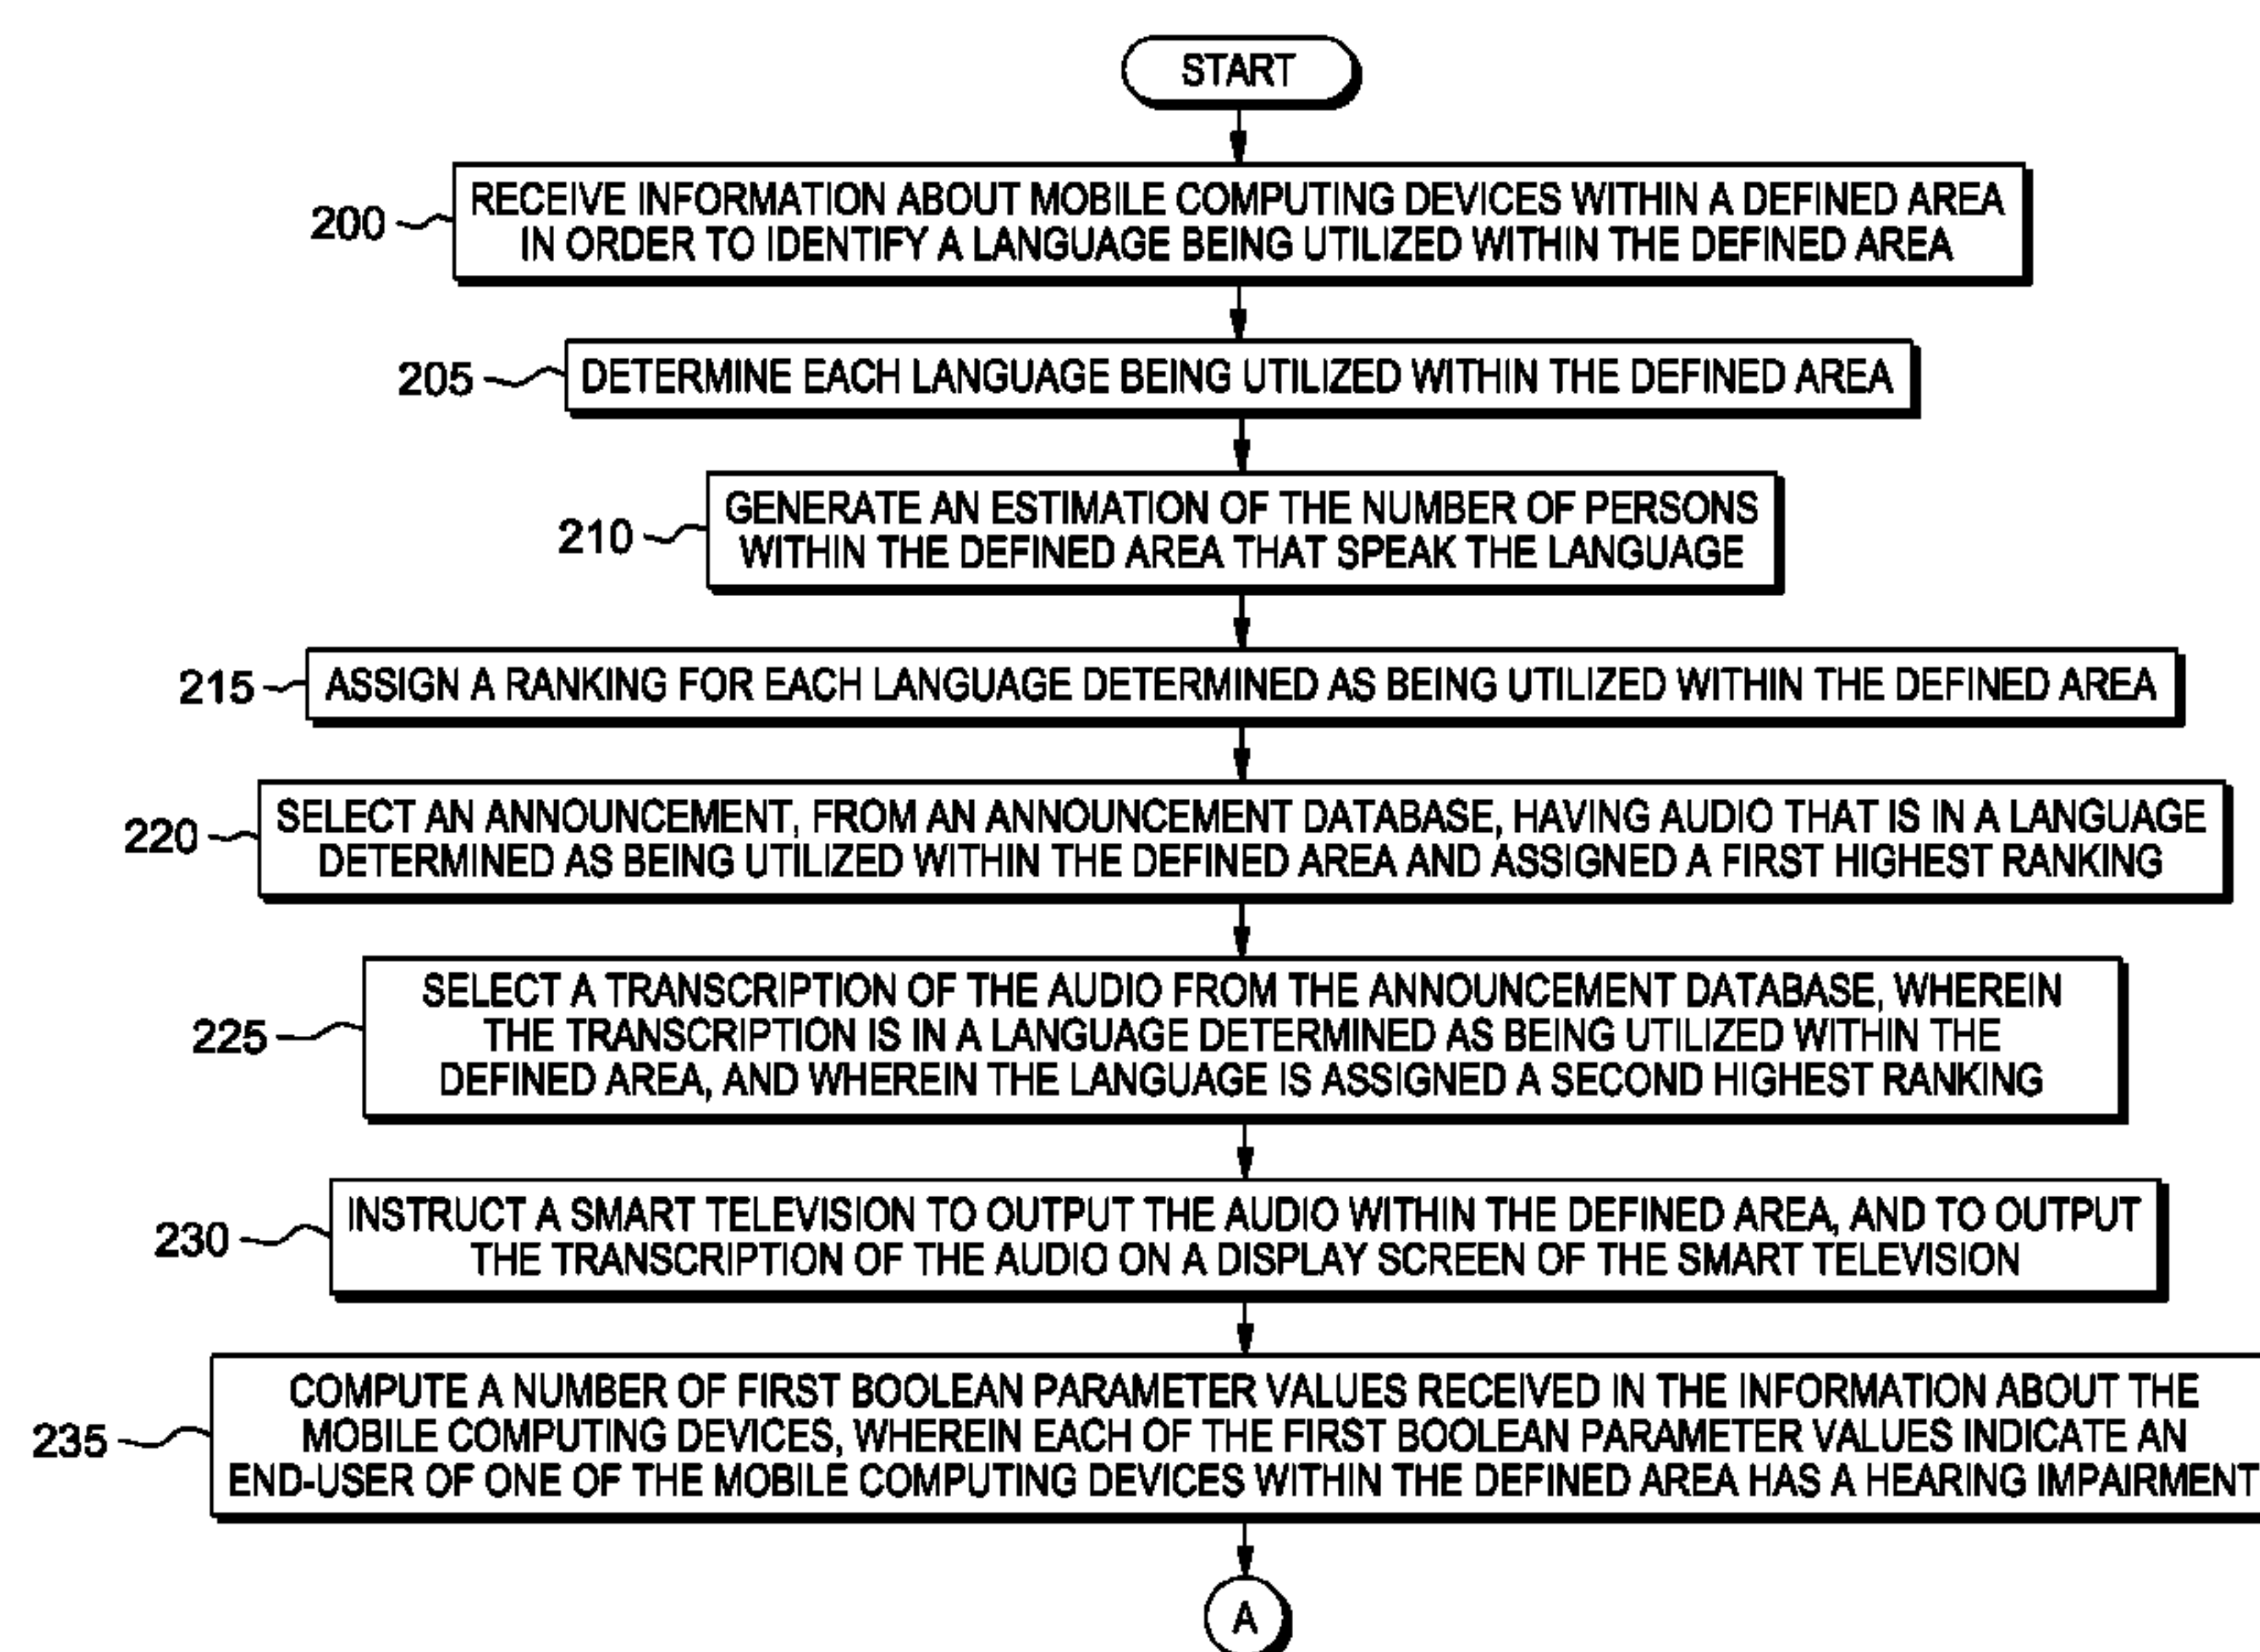 START
200
RECEIVE INFORMATION ABOUT MOBILE COMPUTING DEVICES WITHIN A DEFINED AREA
IN ORDER TO IDENTIFY A LANGUAGE BEING UTILIZED WITHIN THE DEFINED AREA
205
DETERMINE EACH LANGUAGE BEING UTILIZED WITHIN THE DEFINED AREA
210
GENERATE AN ESTIMATION OF THE NUMBER OF PERSONS
WITHIN THE DEFINED AREA THAT SPEAK THE LANGUAGE
215
ASSIGN A RANKING FOR EACH LANGUAGE DETERMINED AS BEING UTILIZED WITHIN THE DEFINED AREA
220
SELECT AN ANNOUNCEMENT, FROM AN ANNOUNCEMENT DATABASE, HAVING AUDIO THAT IS IN A LANGUAGE
DETERMINED AS BEING UTILIZED WITHIN THE DEFINED AREA AND ASSIGNED A FIRST HIGHEST RANKING
225
SELECT A TRANSCRIPTION OF THE AUDIO FROM THE ANNOUNCEMENT DATABASE, WHEREIN
THE TRANSCRIPTION IS IN A LANGUAGE DETERMINED AS BEING UTILIZED WITHIN THE
DEFINED AREA, AND WHEREIN THE LANGUAGE IS ASSIGNED A SECOND HIGHEST RANKING
230
INSTRUCT A SMART TELEVISION TO OUTPUT THE AUDIO WITHIN THE DEFINED AREA, AND TO OUTPUT
THE TRANSCRIPTION OF THE AUDIO ON A DISPLAY SCREEN OF THE SMART TELEVISION
235
COMPUTE A NUMBER OF FIRST BOOLEAN PARAMETER VALUES RECEIVED IN THE INFORMATION ABOUT THE
MOBILE COMPUTING DEVICES, WHEREIN EACH OF THE FIRST BOOLEAN PARAMETER VALUES INDICATE AN
END-USER OF ONE OF THE MOBILE COMPUTING DEVICES WITHIN THE DEFINED AREA HAS A HEARING IMPAIRMENT
A